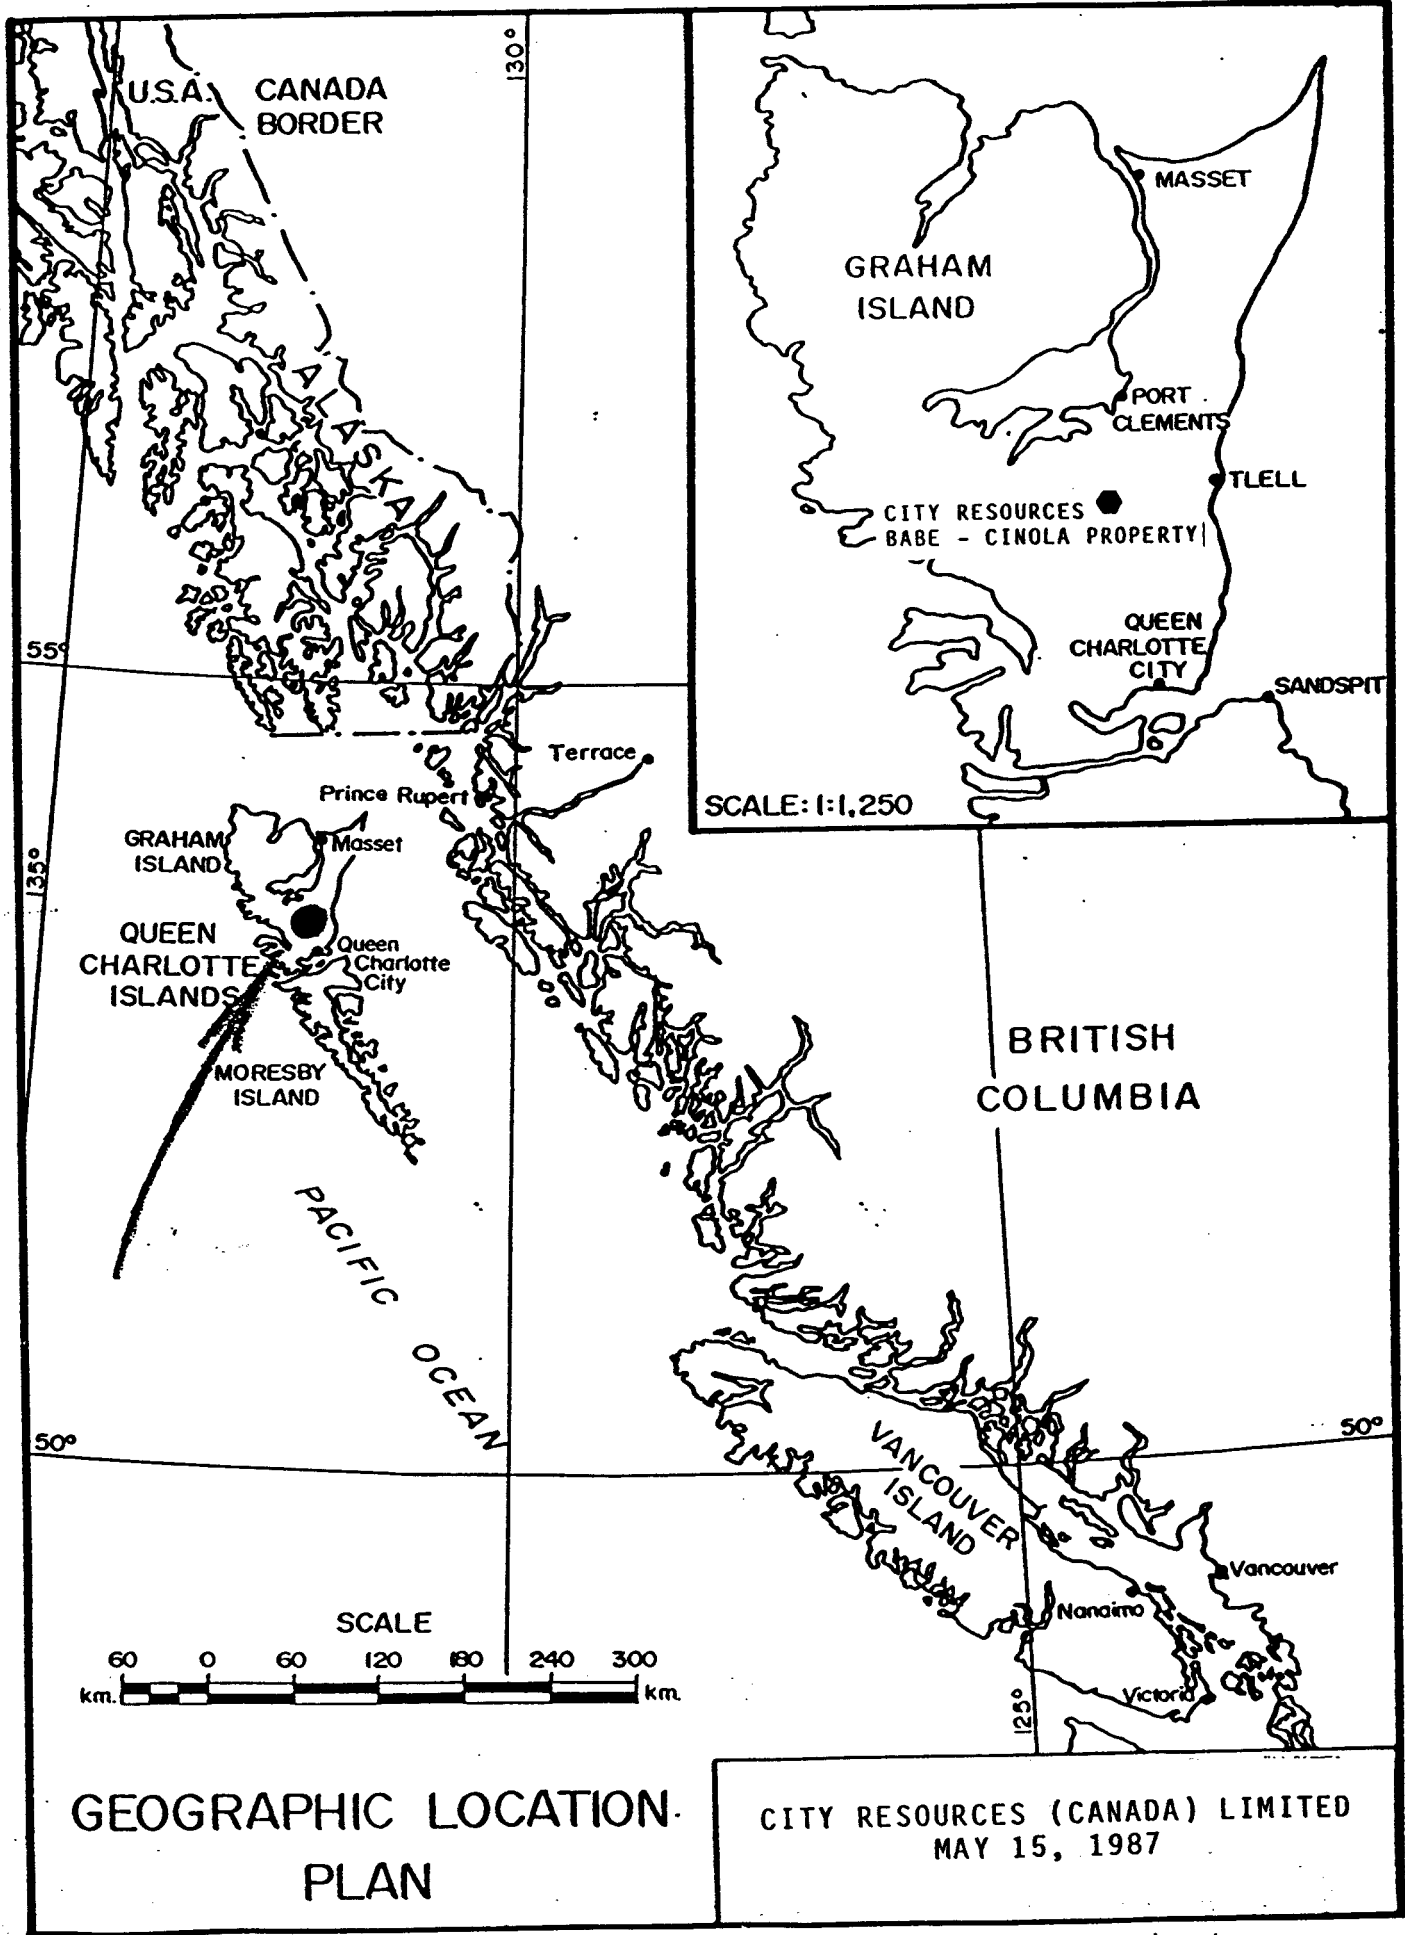 U.S.A.
CANADA
BORDER
130°
ALASKA
MASSET
GRAHAM
ISLAND
PORT
CLEMENTS
TLELL
CITY RESOURCES
BABE - CINOLA PROPERTY
QUEEN
CHARLOTTE
CITY
SANDSPIT
SCALE: 1:1,250
55°
Terrace
Prince Rupert
GRAHAM
ISLAND
Masset
135°
QUEEN
CHARLOTTE
ISLANDS
Queen
Charlotte
City
MORESBY
ISLAND
BRITISH
COLUMBIA
PACIFIC OCEAN
50°
50°
VANCOUVER
ISLAND
Vancouver
Nanaimo
Victoria
125°
SCALE
60 0 60 120 180 240 300
km. km.
GEOGRAPHIC LOCATION
PLAN
CITY RESOURCES (CANADA) LIMITED
MAY 15, 1987